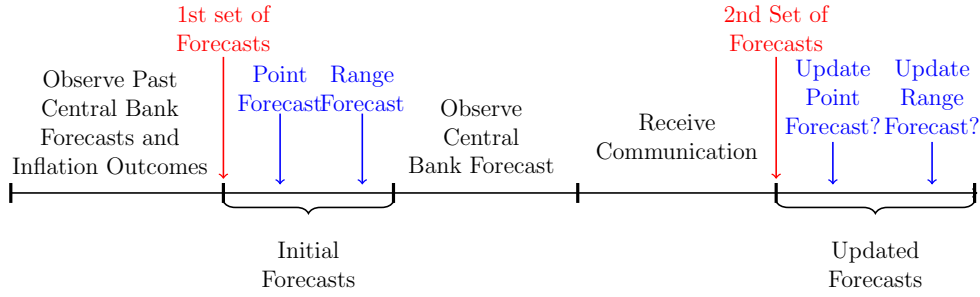 1st set of
Forecasts
2nd Set of
Forecasts
Observe Past
Central Bank
Forecasts and
Inflation Outcomes
Point
Forecast
Range
Forecast
Observe
Central
Bank Forecast
Receive
Communication
Update
Point
Forecast?
Update
Range
Forecast?
Initial
Forecasts
Updated
Forecasts